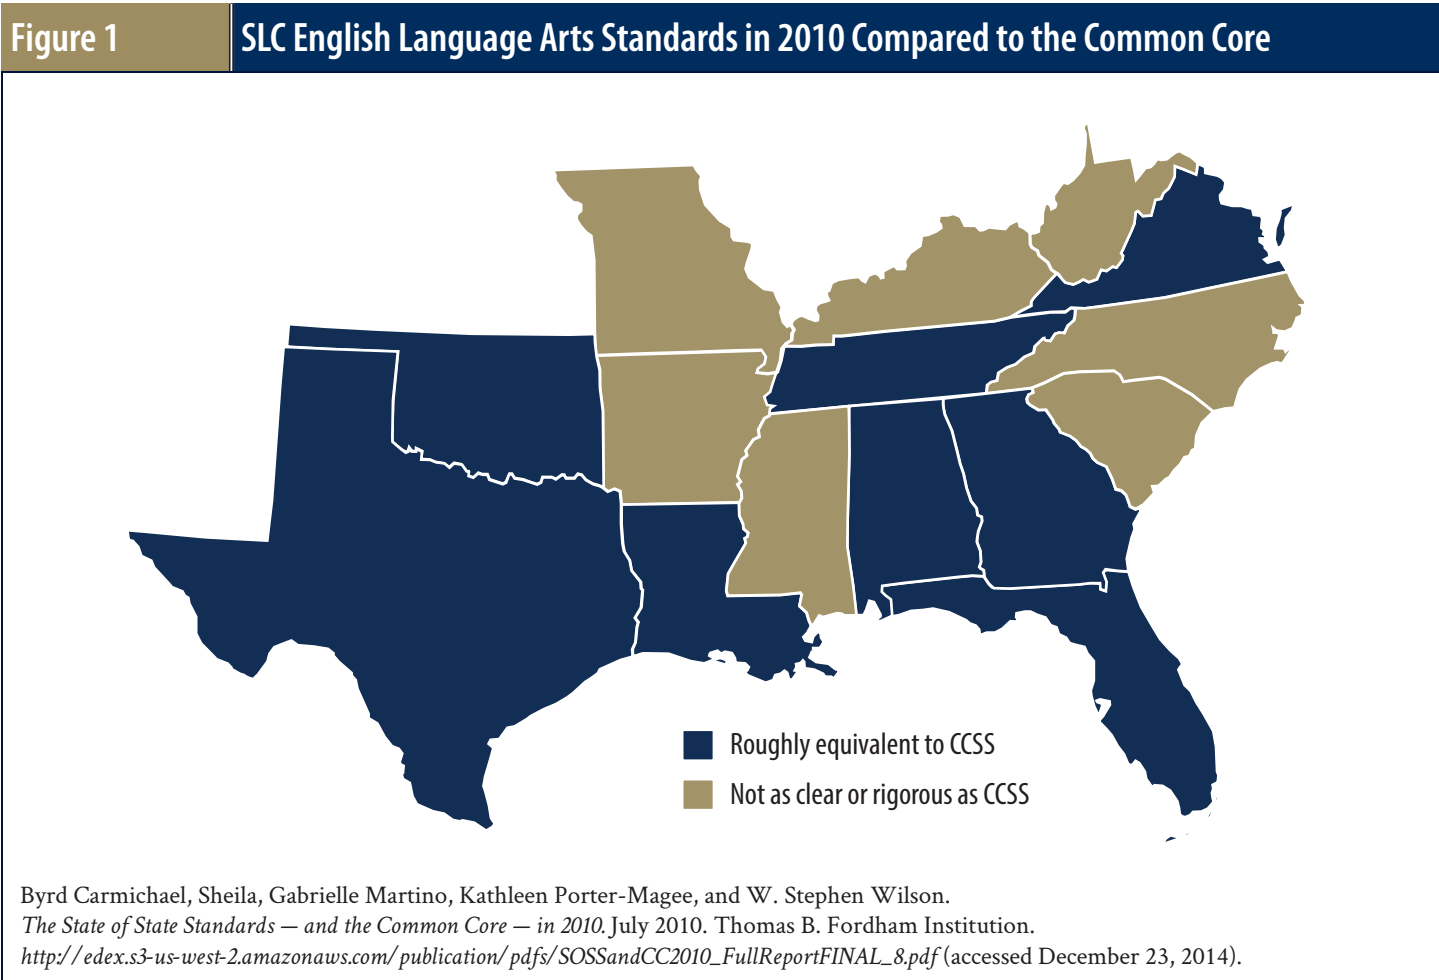 Figure 1
SLC English Language Arts Standards in 2010 Compared to the Common Core
Roughly equivalent to CCSS
Not as clear or rigorous as CCSS
Byrd Carmichael, Sheila, Gabrielle Martino, Kathleen Porter-Magee, and W. Stephen Wilson.
The State of State Standards — and the Common Core — in 2010. July 2010. Thomas B. Fordham Institution.
http://edex.s3-us-west-2.amazonaws.com/publication/pdfs/SOSSandCC2010_FullReportFINAL_8.pdf (accessed December 23, 2014).